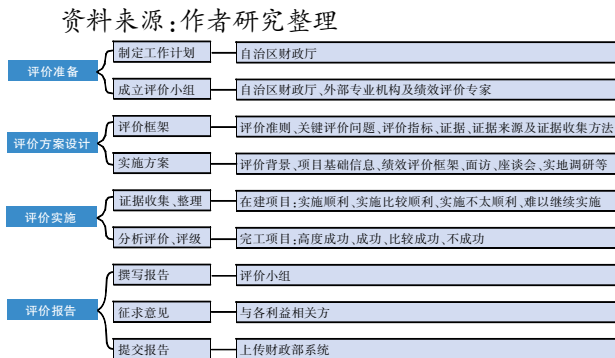 资料来源:作者研究整理
评价准备
制定工作计划
自治区财政厅
成立评价小组
自治区财政厅、外部专业机构及绩效评价专家
评价方案设计
评价框架
评价准则、关键评价问题、评价指标、证据、证据来源及证据收集方法
实施方案
评价背景、项目基础信息、绩效评价框架、面访、座谈会、实地调研等
评价实施
证据收集、整理
在建项目:实施顺利、实施比较顺利、实施不太顺利、难以继续实施
分析评价、评级
完工项目:高度成功、成功、比较成功、不成功
评价报告
撰写报告
评价小组
征求意见
与各利益相关方
提交报告
上传财政部系统